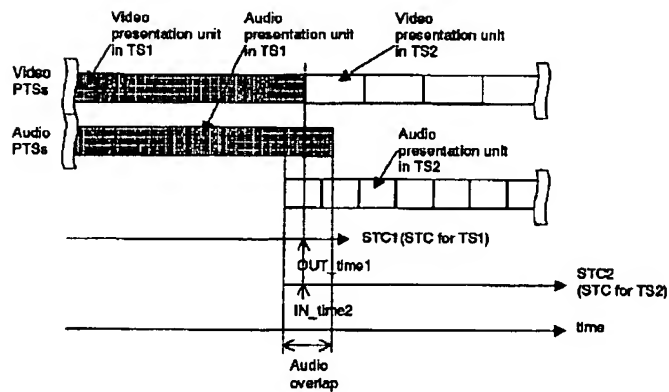 Video
presentation unit
in TS1
Audio
presentation unit
in TS1
Video
presentation unit
in TS2
Video
PTSs
Audio
PTSs
Audio
presentation unit
in TS2
STC1(STC for TS1)
OUT_time1
STC2
(STC for TS2)
IN_time2
time
Audio
overlap